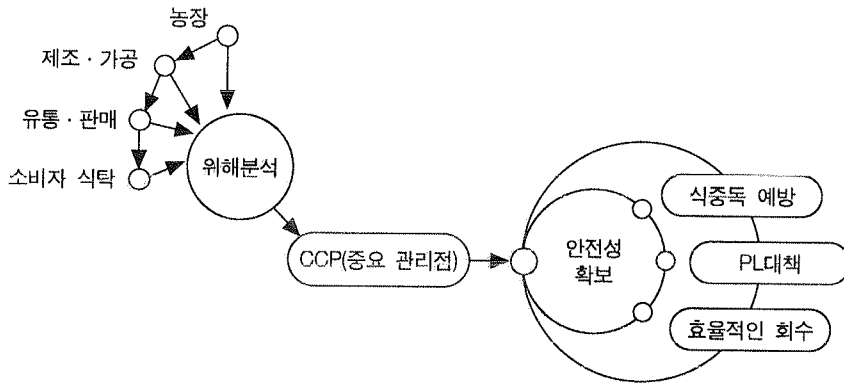 농장
제조 · 가공
유통 · 판매
소비자 식탁
위해분석
CCP(중요 관리점)
안전성
확보
식중독 예방
PL대책
효율적인 회수